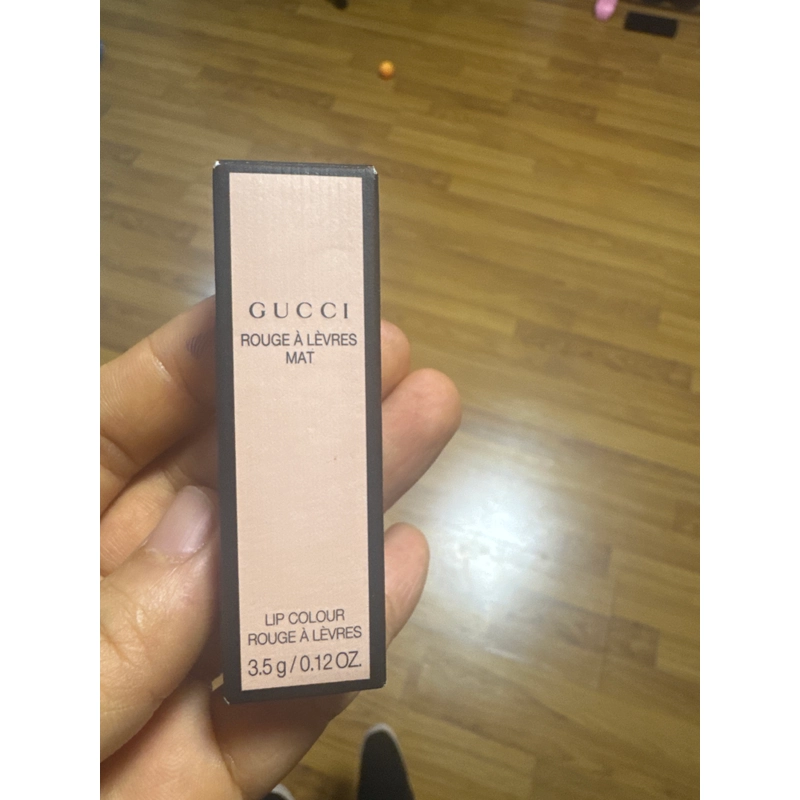 GUCCI
ROUGE À LÈVRES
MAT
LIP COLOUR
ROUGE À LÈVRES
3.5 g / 0.12 OZ.